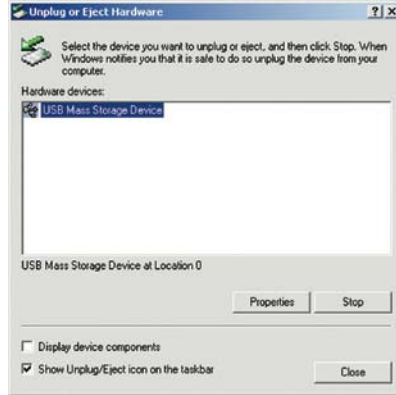 Unplug or Eject Hardware
Select the device you want to unplug or eject, and then click Stop. When
Windows notifies you that it is safe to do so unplug the device from your
computer.
Hardware devices:
USB Mass Storage Device
USB Mass Storage Device at Location 0
Properties
Stop
Display device components
Show Unplug/Eject icon on the taskbar
Close